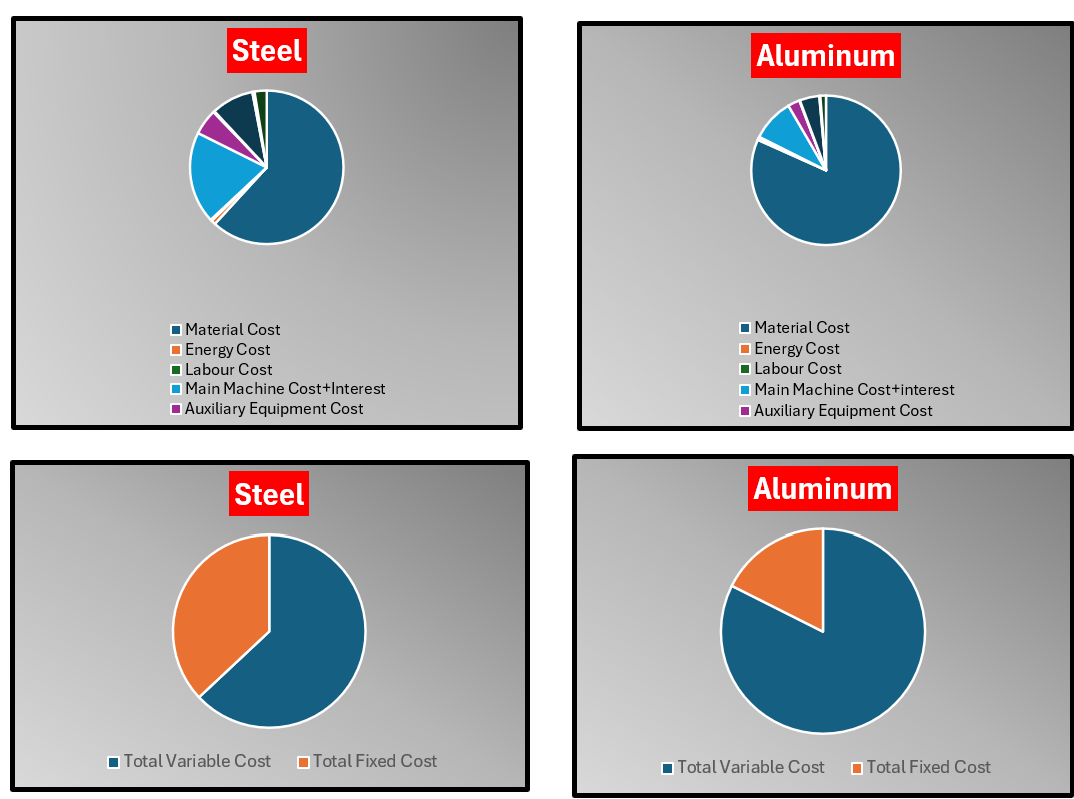 Steel
Material Cost
Energy Cost
Labour Cost
Main Machine Cost+Interest
Auxiliary Equipment Cost
Aluminum
Material Cost
Energy Cost
Labour Cost
Main Machine Cost+interest
Auxiliary Equipment Cost
Steel
Total Variable Cost
Total Fixed Cost
Aluminum
Total Variable Cost
Total Fixed Cost